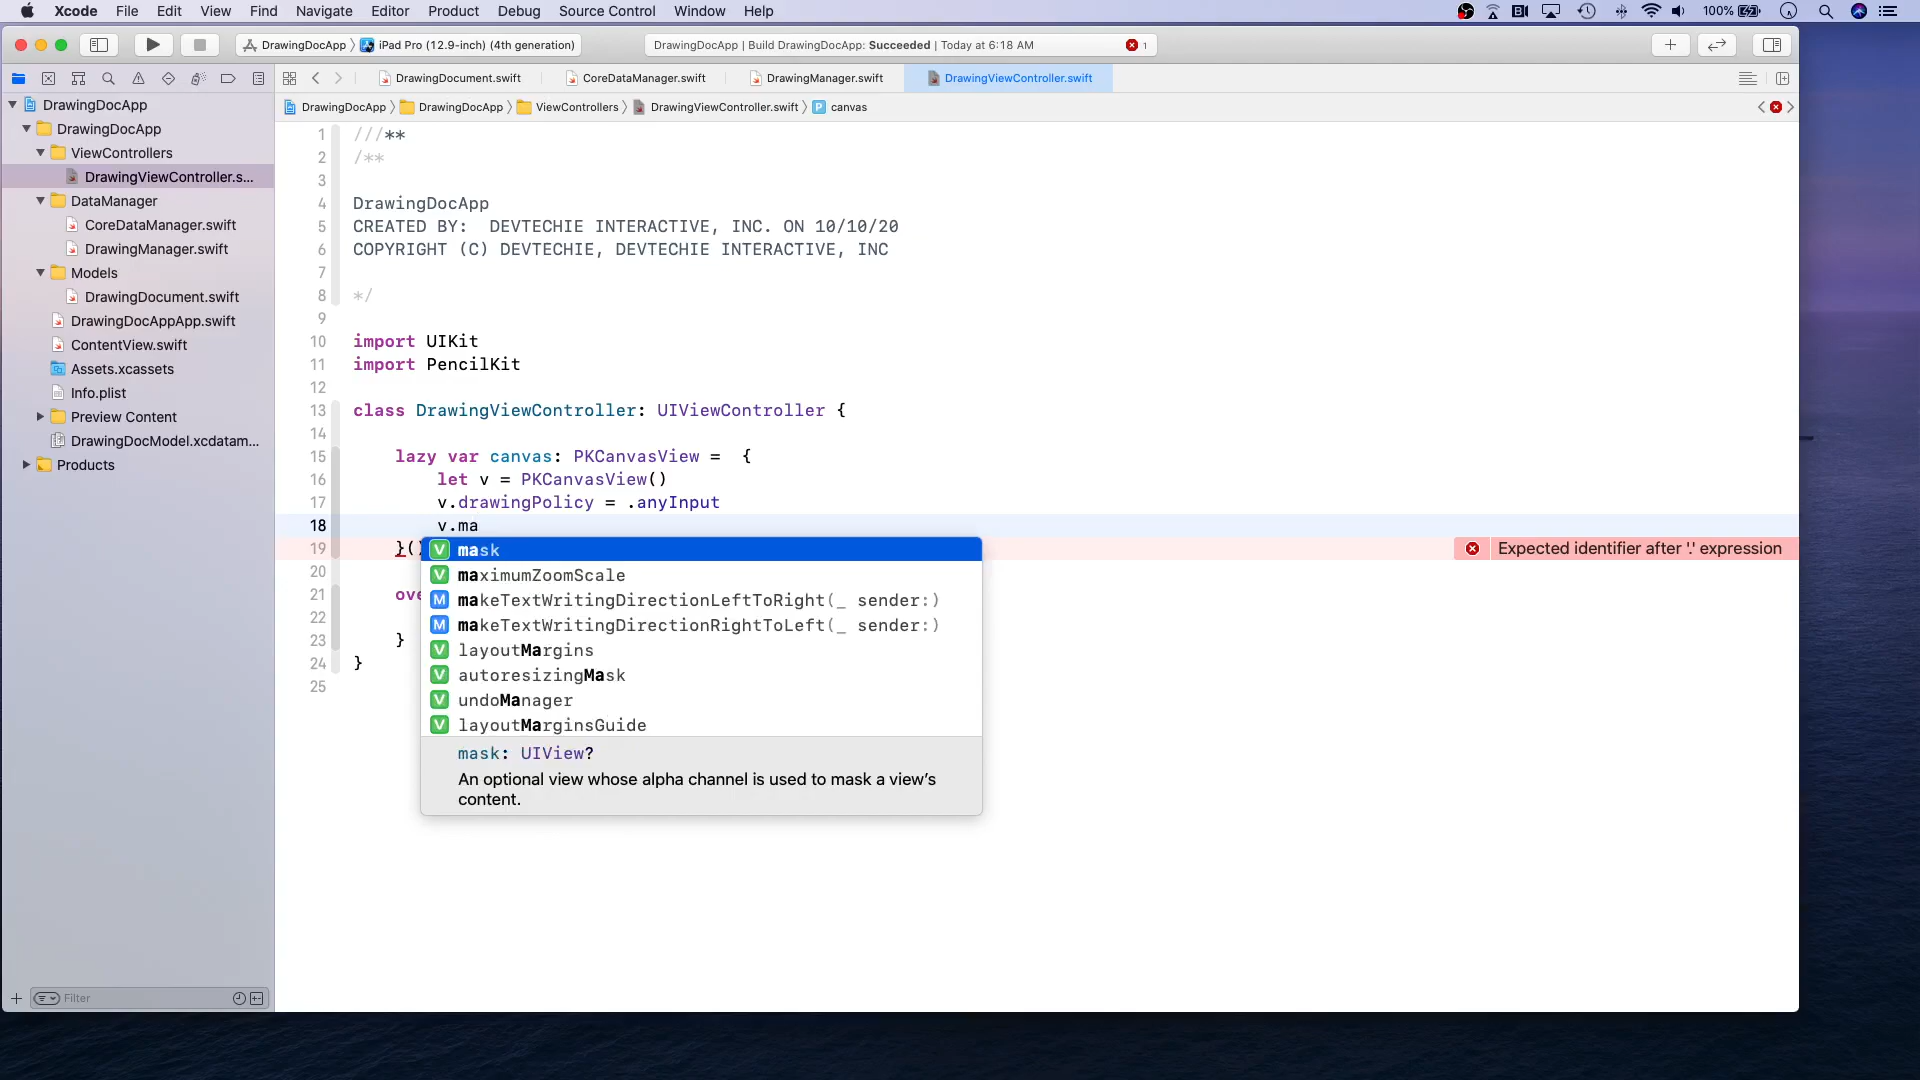 Xcode File Edit View Find Navigate Editor Product Debug Source Control Window Help 100%
DrawingDocApp iPad Pro (12.9-inch) (4th generation) DrawingDocApp | Build DrawingDocApp: Succeeded | Today at 6:18 AM 1
DrawingDocument.swift CoreDataManager.swift DrawingManager.swift DrawingViewController.swift
DrawingDocApp DrawingDocApp ViewControllers DrawingViewController.swift P canvas
DrawingDocApp
DrawingDocApp
ViewControllers
DrawingViewController.s...
DataManager
CoreDataManager.swift
DrawingManager.swift
Models
DrawingDocument.swift
DrawingDocAppApp.swift
ContentView.swift
Assets.xcassets
Info.plist
Preview Content
DrawingDocModel.xcdatam...
Products
Filter
1 ///**
2 /**
3
4 DrawingDocApp
5 CREATED BY:  DEVTECHIE INTERACTIVE, INC. ON 10/10/20
6 COPYRIGHT (C) DEVTECHIE, DEVTECHIE INTERACTIVE, INC
7
8 */
9
10 import UIKit
11 import PencilKit
12
13 class DrawingViewController: UIViewController {
14
15 lazy var canvas: PKCanvasView =  {
16 let v = PKCanvasView()
17 v.drawingPolicy = .anyInput
18 v.ma
19 }() Expected identifier after '.' expression
20
21 ove
22
23 }
24 }
25
V mask
V maximumZoomScale
M makeTextWritingDirectionLeftToRight(_ sender:)
M makeTextWritingDirectionRightToLeft(_ sender:)
V layoutMargins
V autoresizingMask
V undoManager
V layoutMarginsGuide
mask: UIView?
An optional view whose alpha channel is used to mask a view's
content.